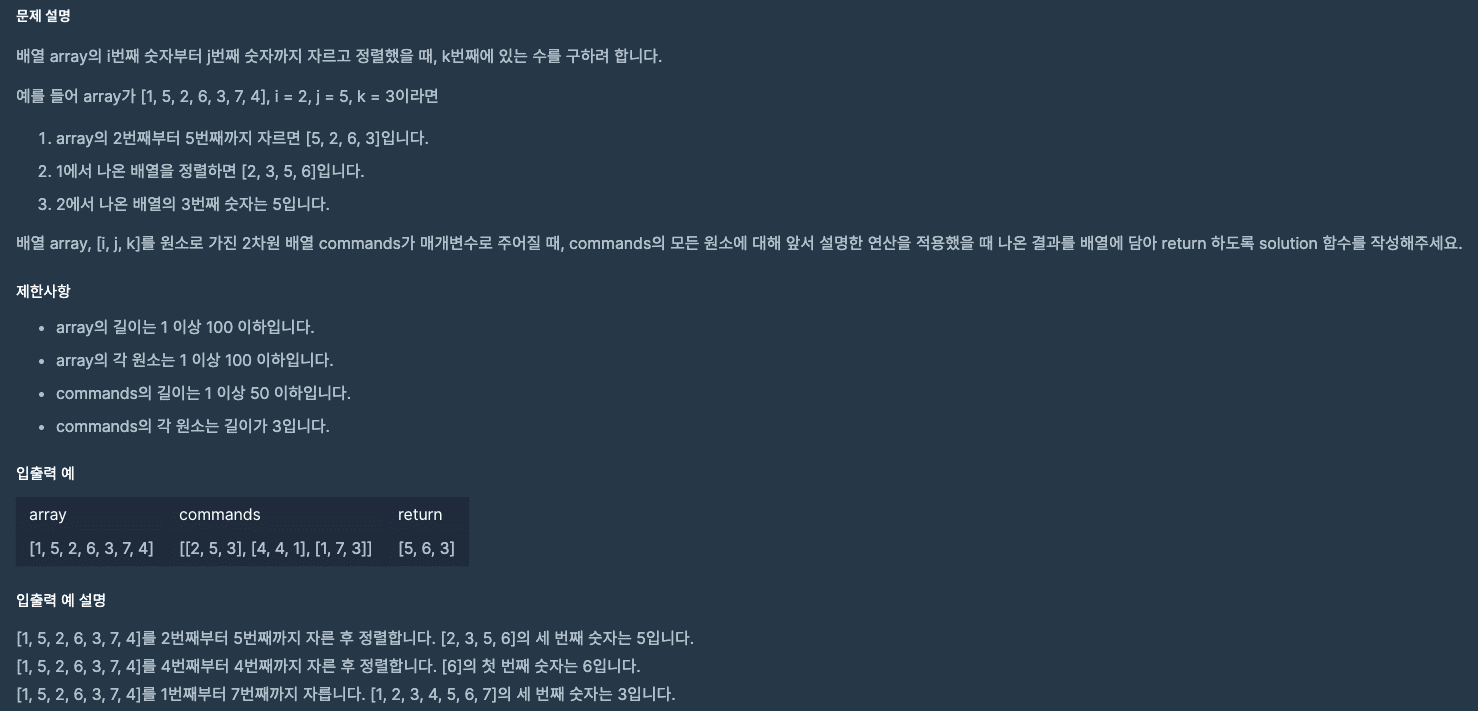 문제 설명
배열 array의 i번째 숫자부터 j번째 숫자까지 자르고 정렬했을 때, k번째에 있는 수를 구하려 합니다.
예를 들어 array가 [1, 5, 2, 6, 3, 7, 4], i = 2, j = 5, k = 3이라면
1. array의 2번째부터 5번째까지 자르면 [5, 2, 6, 3]입니다.
2. 1에서 나온 배열을 정렬하면 [2, 3, 5, 6]입니다.
3. 2에서 나온 배열의 3번째 숫자는 5입니다.
배열 array, [i, j, k]를 원소로 가진 2차원 배열 commands가 매개변수로 주어질 때, commands의 모든 원소에 대해 앞서 설명한 연산을 적용했을 때 나온 결과를 배열에 담아 return 하도록 solution 함수를 작성해주세요.
제한사항
• array의 길이는 1 이상 100 이하입니다.
• array의 각 원소는 1 이상 100 이하입니다.
• commands의 길이는 1 이상 50 이하입니다.
• commands의 각 원소는 길이가 3입니다.
입출력 예
array commands return
[1, 5, 2, 6, 3, 7, 4] [[2, 5, 3], [4, 4, 1], [1, 7, 3]] [5, 6, 3]
입출력 예 설명
[1, 5, 2, 6, 3, 7, 4]를 2번째부터 5번째까지 자른 후 정렬합니다. [2, 3, 5, 6]의 세 번째 숫자는 5입니다.
[1, 5, 2, 6, 3, 7, 4]를 4번째부터 4번째까지 자른 후 정렬합니다. [6]의 첫 번째 숫자는 6입니다.
[1, 5, 2, 6, 3, 7, 4]를 1번째부터 7번째까지 자릅니다. [1, 2, 3, 4, 5, 6, 7]의 세 번째 숫자는 3입니다.